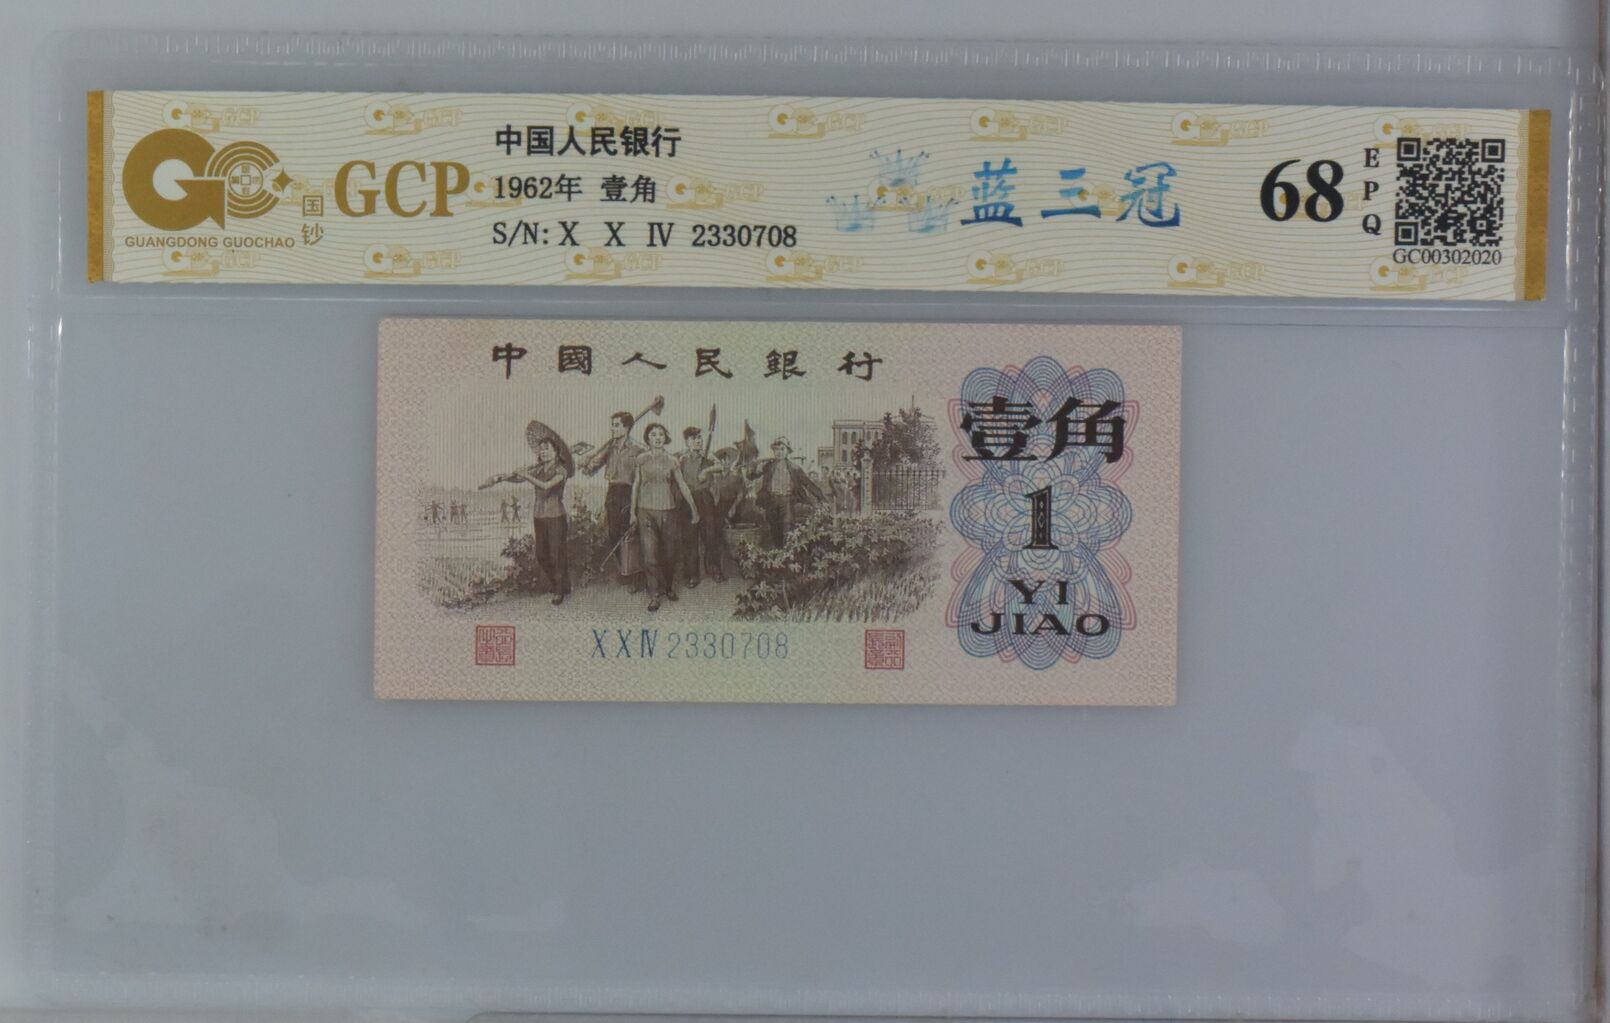 GCP
GUANGDONG GUOCHAO
国钞
中国人民银行
1962年 壹角
S/N: X X IV 2330708
蓝三冠
68
EPQ
GC00302020
中國人民銀行
壹角
1
YI
JIAO
XXIV 2330708